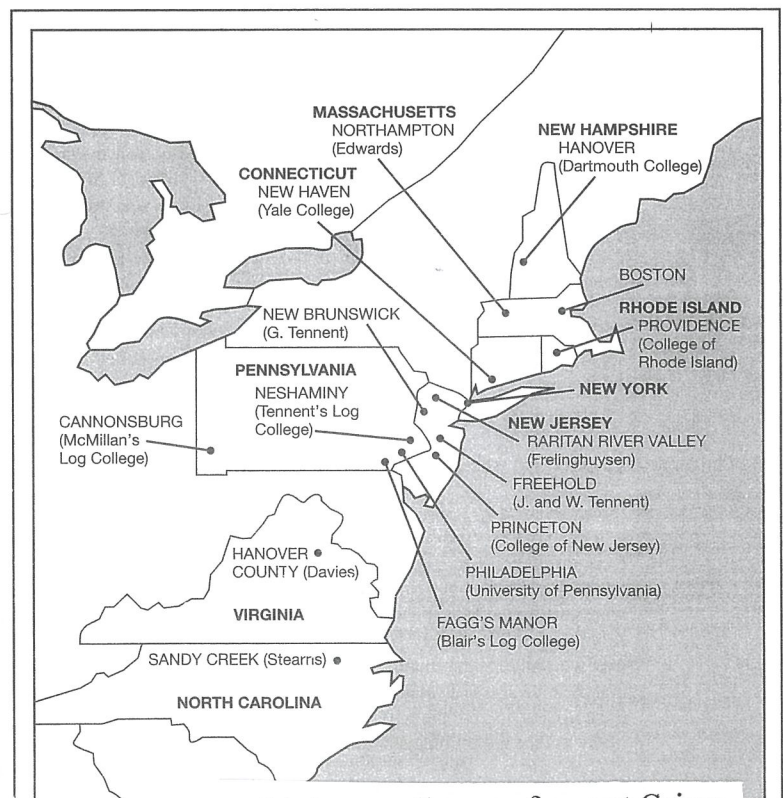 MASSACHUSETTS
NORTHAMPTON
(Edwards)
NEW HAMPSHIRE
HANOVER
(Dartmouth College)
CONNECTICUT
NEW HAVEN
(Yale College)
BOSTON
RHODE ISLAND
PROVIDENCE
(College of
Rhode Island)
NEW BRUNSWICK
(G. Tennent)
PENNSYLVANIA
NESHAMINY
(Tennent's Log
College)
NEW YORK
CANNONSBURG
(McMillan's
Log College)
NEW JERSEY
RARITAN RIVER VALLEY
(Frelinghuysen)
FREEHOLD
(J. and W. Tennent)
PRINCETON
(College of New Jersey)
HANOVER
COUNTY (Davies)
PHILADELPHIA
(University of Pennsylvania)
VIRGINIA
FAGG'S MANOR
(Blair's Log College)
SANDY CREEK (Stearns)
NORTH CAROLINA